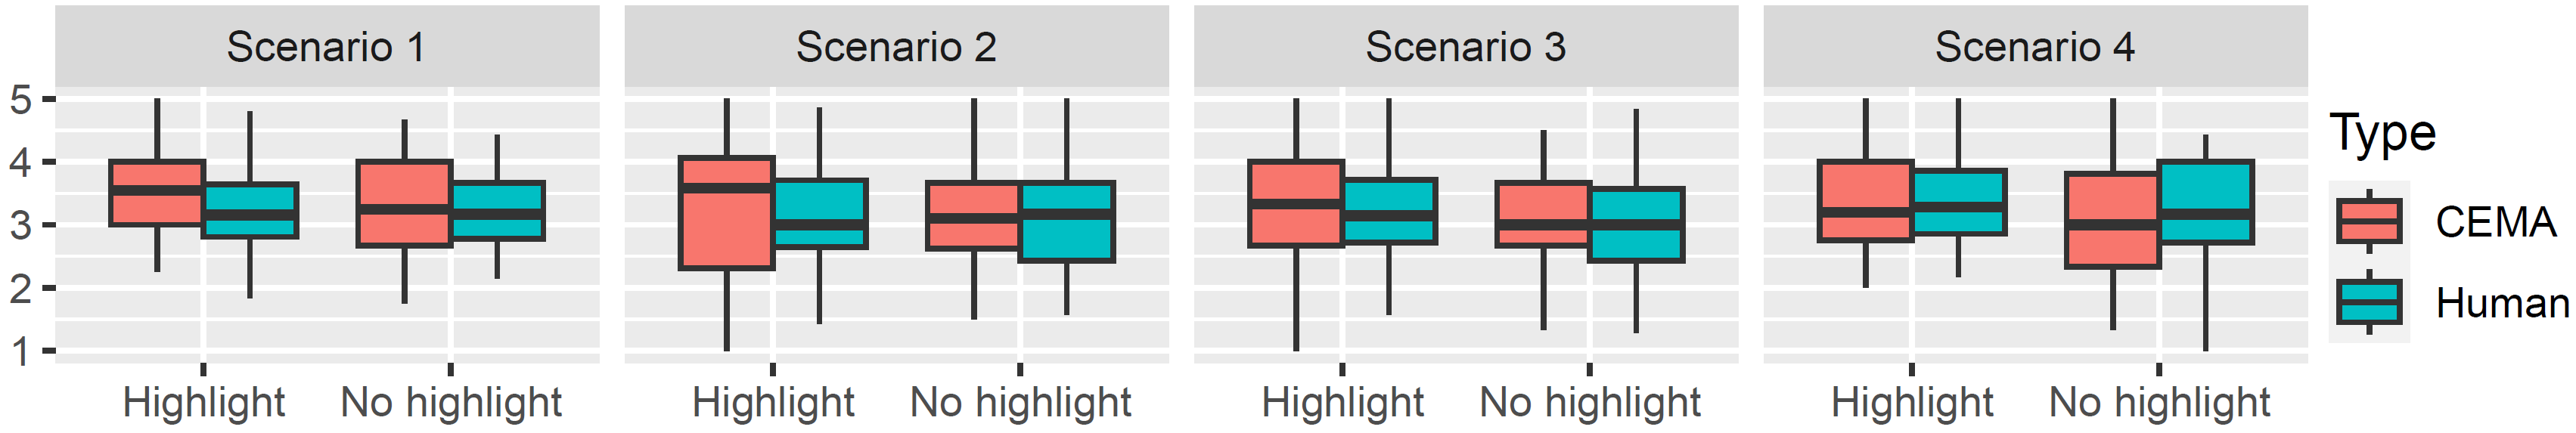 Scenario 1
Scenario 2
Scenario 3
Scenario 4
5
4
3
2
1
Highlight
No highlight
Highlight
No highlight
Highlight
No highlight
Highlight
No highlight
Type
CEMA
Human